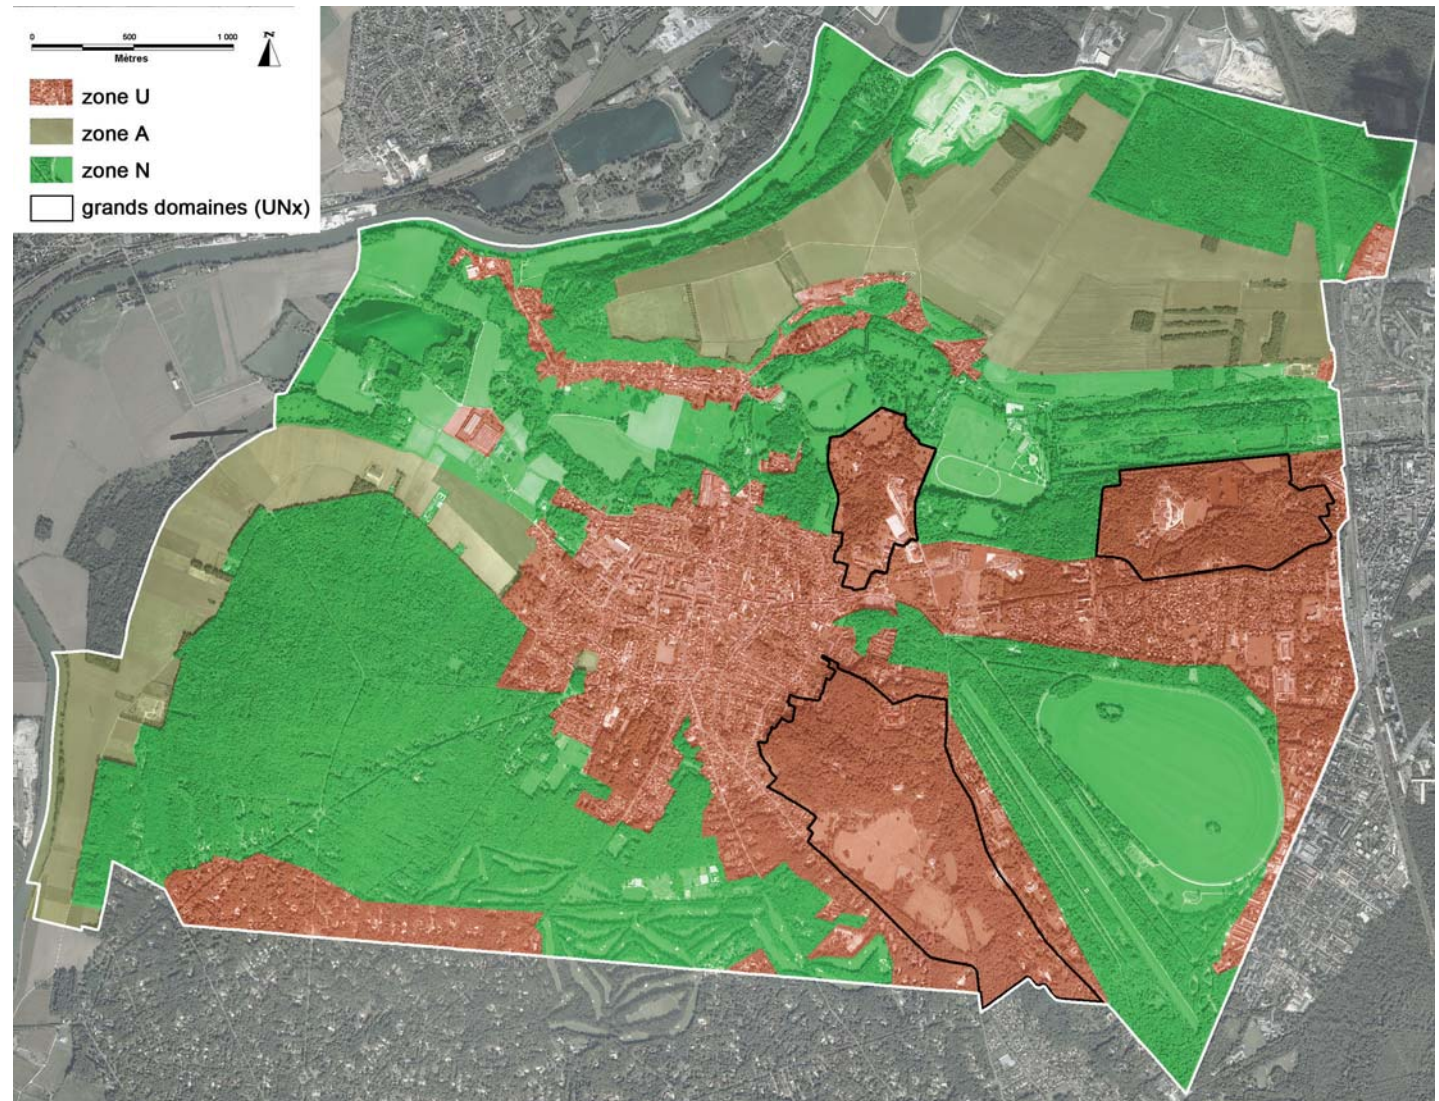 0 500 1 000
Mètres
N
zone U
zone A
zone N
grands domaines (UNx)